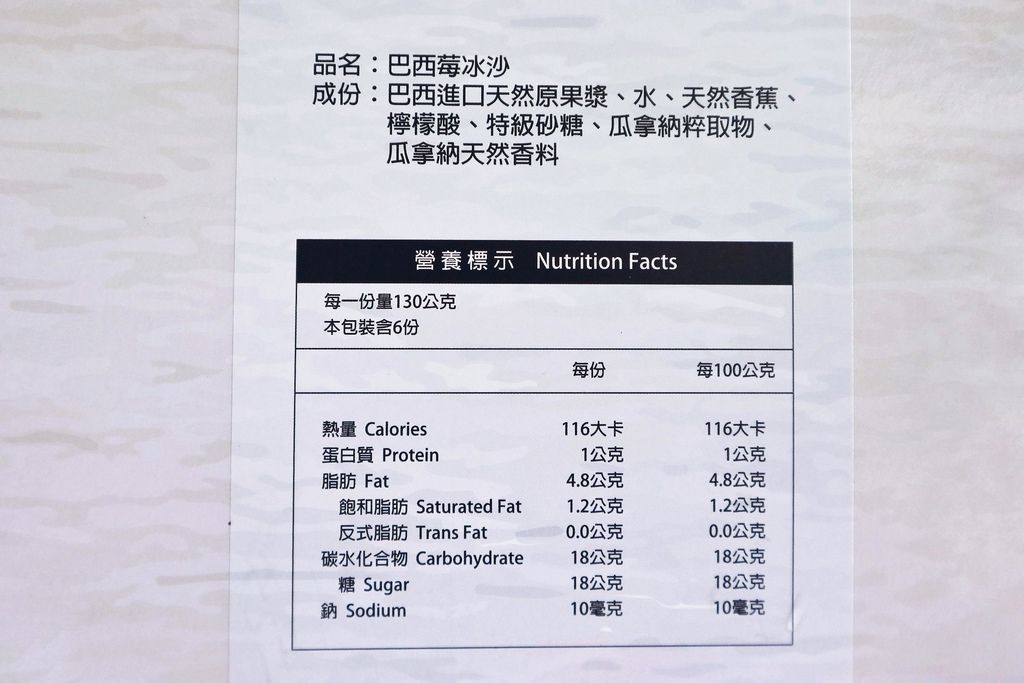 品名：巴西莓冰沙
成份：巴西進口天然原果漿、水、天然香蕉、
檸檬酸、特級砂糖、瓜拿納粹取物、
瓜拿納天然香料
營養標示 Nutrition Facts
每一份量130公克
本包裝含6份
每份 每100公克
熱量 Calories 116大卡 116大卡
蛋白質 Protein 1公克 1公克
脂肪 Fat 4.8公克 4.8公克
飽和脂肪 Saturated Fat 1.2公克 1.2公克
反式脂肪 Trans Fat 0.0公克 0.0公克
碳水化合物 Carbohydrate 18公克 18公克
糖 Sugar 18公克 18公克
鈉 Sodium 10毫克 10毫克